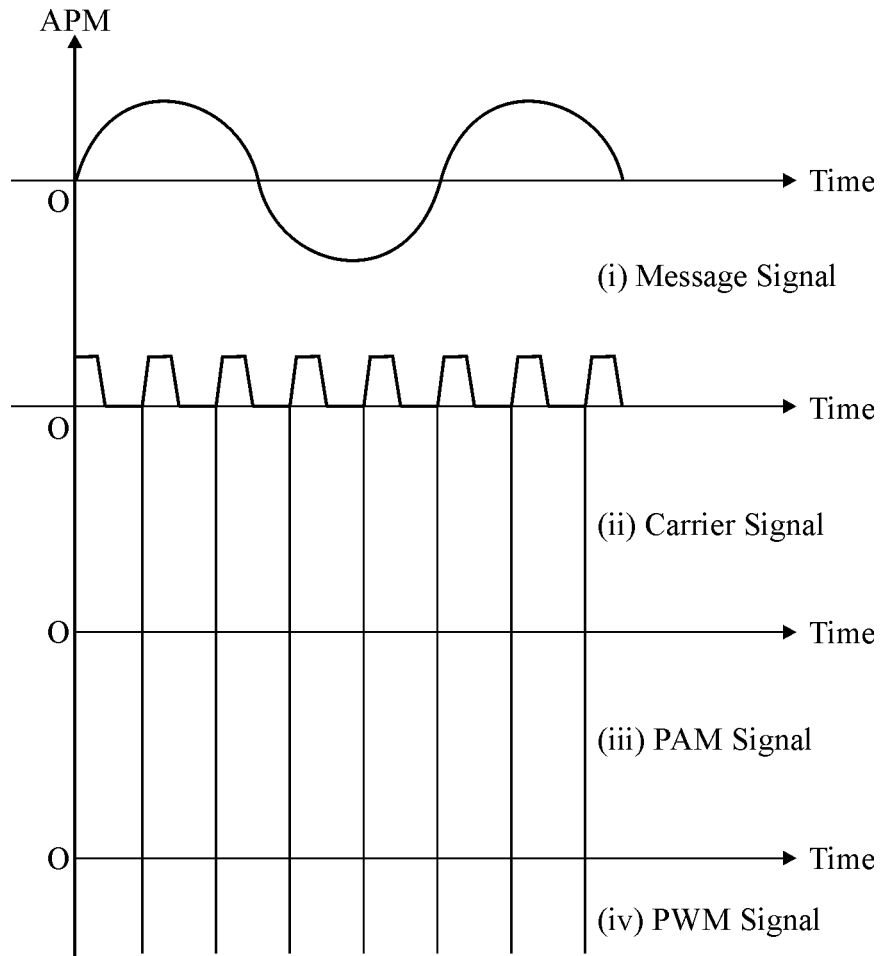 APM
Time
O
(i) Message Signal
Time
O
(ii) Carrier Signal
O
Time
(iii) PAM Signal
O
Time
(iv) PWM Signal